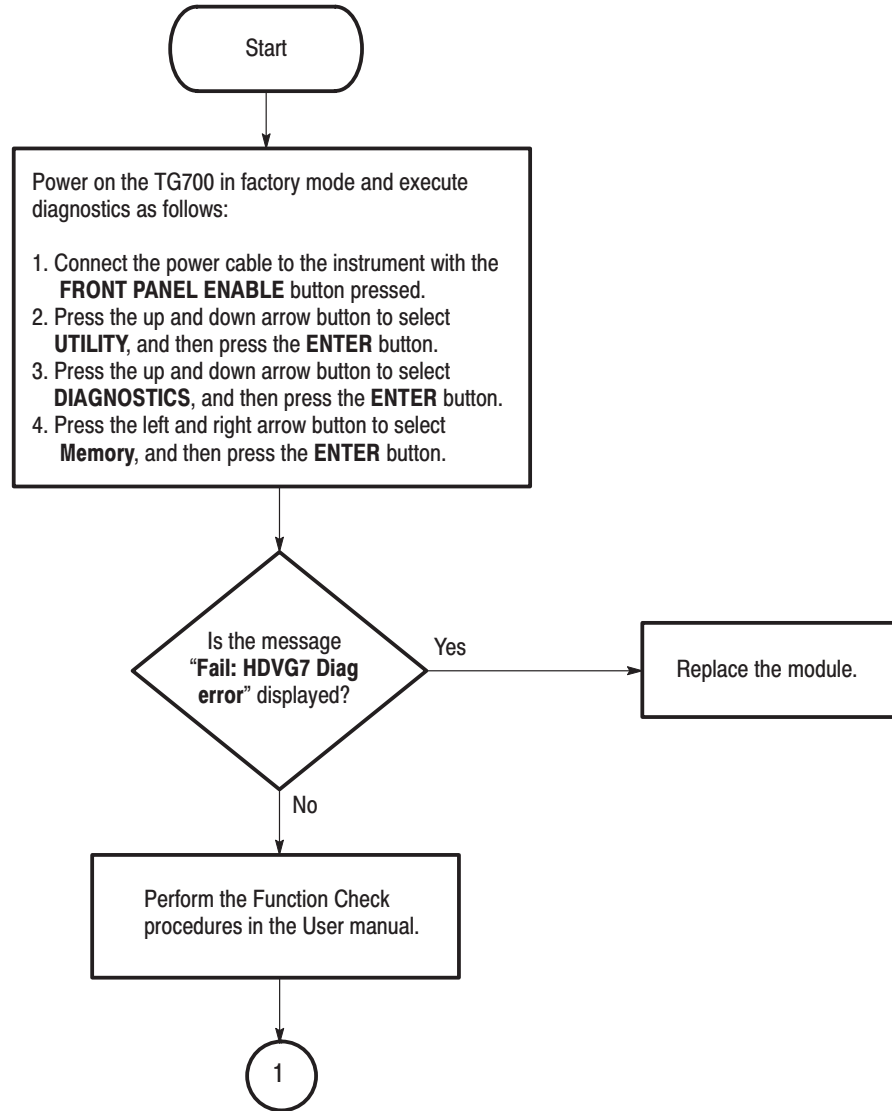 Start
Power on the TG700 in factory mode and execute
diagnostics as follows:
1. Connect the power cable to the instrument with the
FRONT PANEL ENABLE button pressed.
2. Press the up and down arrow button to select
UTILITY, and then press the ENTER button.
3. Press the up and down arrow button to select
DIAGNOSTICS, and then press the ENTER button.
4. Press the left and right arrow button to select
Memory, and then press the ENTER button.
Is the message
“Fail: HDVG7 Diag
error” displayed?
Yes
Replace the module.
No
Perform the Function Check
procedures in the User manual.
1